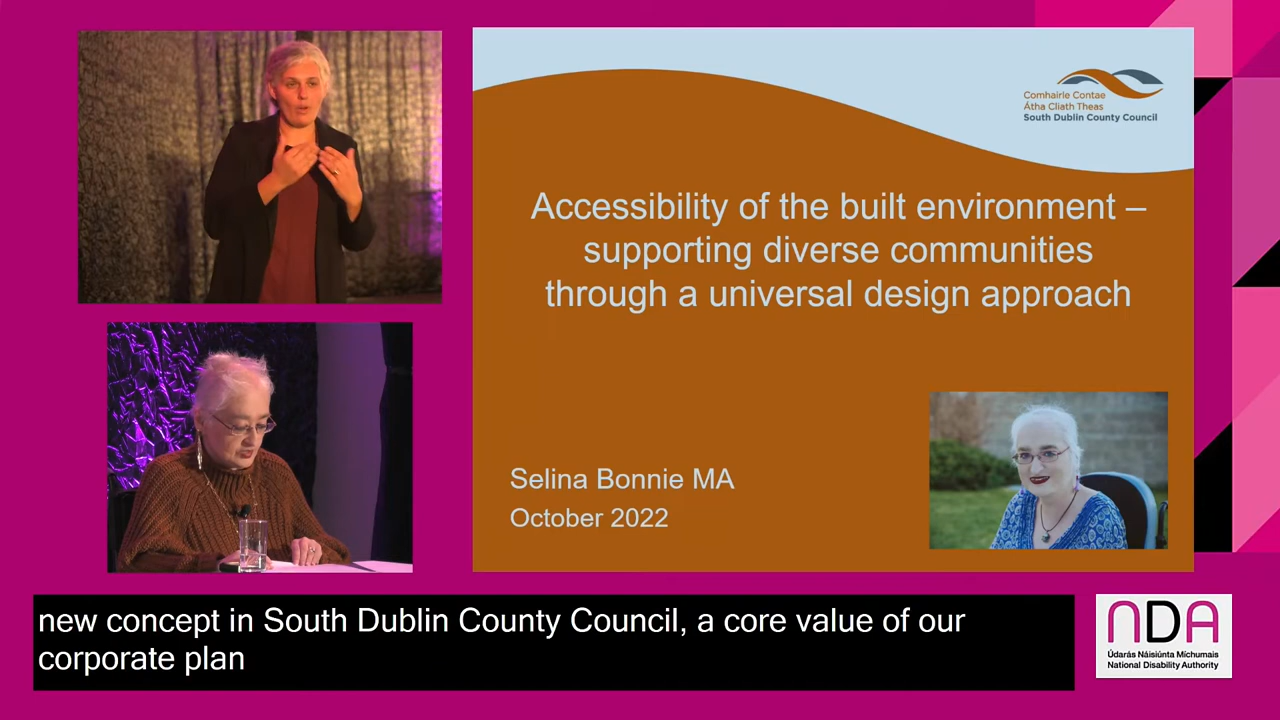 Comhairle Contae
Átha Cliath Theas
South Dublin County Council
Accessibility of the built environment –
supporting diverse communities
through a universal design approach
Selina Bonnie MA
October 2022
new concept in South Dublin County Council, a core value of our
corporate plan
NDA
Údarás Náisiúnta Míchumais
National Disability Authority